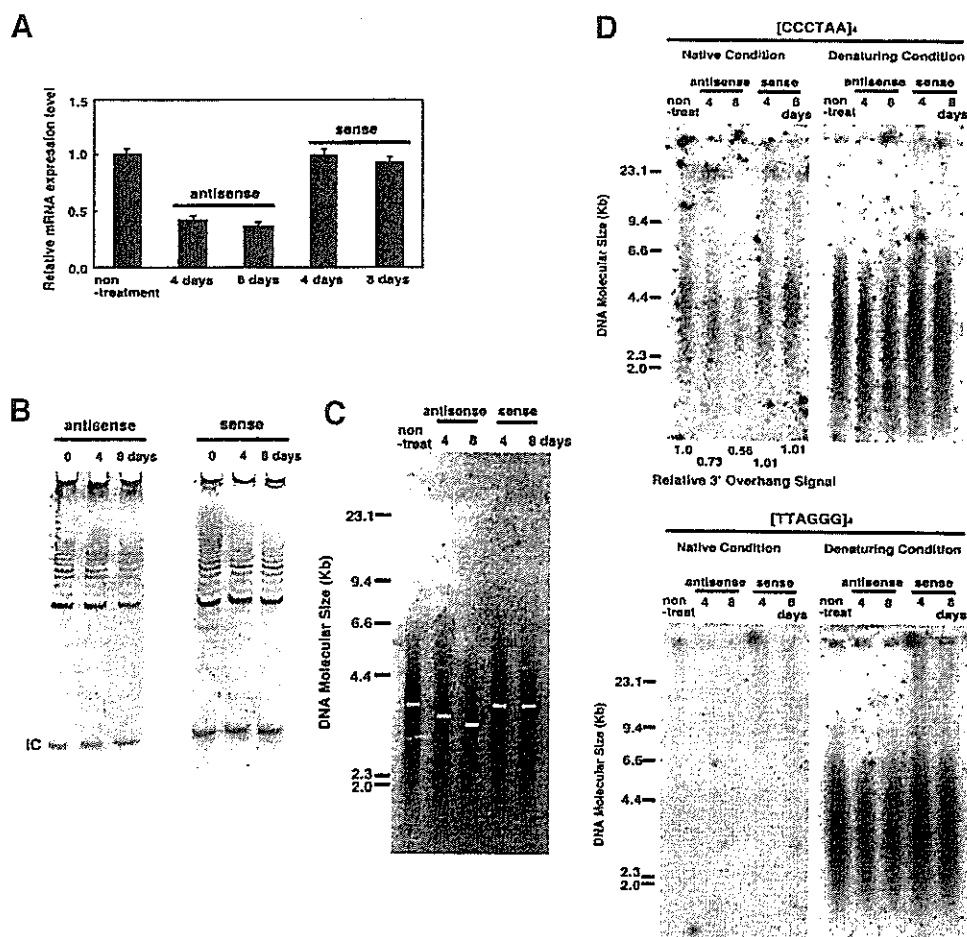 A
Relative mRNA expression level
1.5
1.0
0.5
0.0
antisense
sense
non
-treatment
4 days
8 days
4 days
8 days
B
antisense
sense
0 4 8 days
0 4 8 days
IC
C
antisense sense
non
-treat
4 8 4 8 days
DNA Molecular Size (Kb)
23.1
9.4
6.6
4.4
2.3
2.0
D
[CCCTAA]4
Native Condition
Denaturing Condition
antisense sense
antisense sense
non
-treat
4 8 4 8
days
non
-treat
4 8 4 8
days
DNA Molecular Size (Kb)
23.1
9.4
6.6
4.4
2.3
2.0
1.0
0.73
0.56
1.01
1.01
Relative 3' Overhang Signal
[TTAGGG]4
Native Condition
Denaturing Condition
antisense sense
antisense sense
non
-treat
4 8 4 8
days
non
-treat
4 8 4 8
days
DNA Molecular Size (Kb)
23.1
9.4
6.6
4.4
2.3
2.0